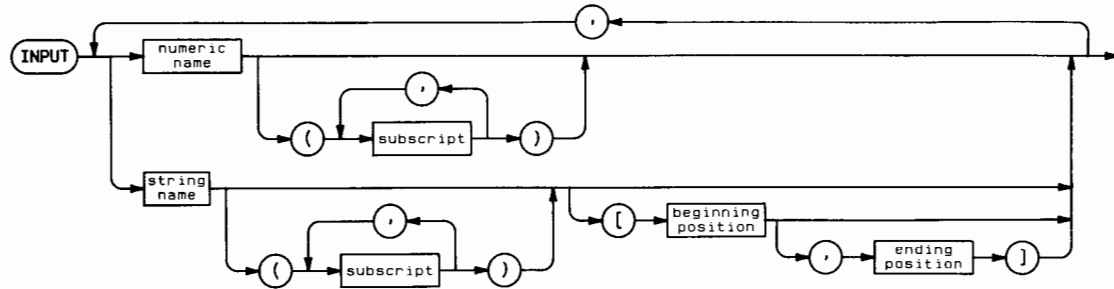 ,
INPUT
numeric
name
,
( subscript )
string
name
[ beginning
position
, ending
position ]
,
( subscript )